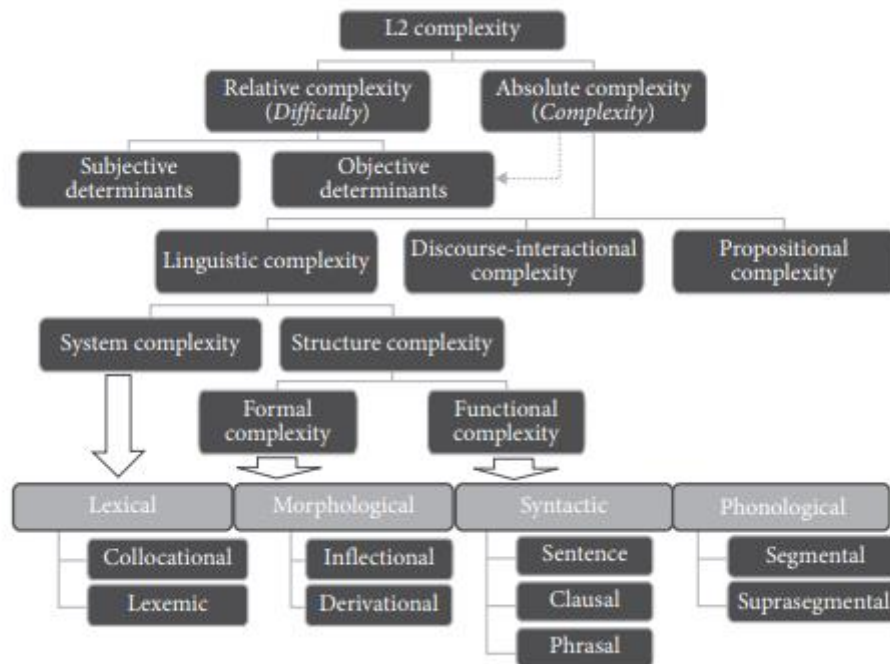 L2 complexity
Relative complexity
(Difficulty)
Absolute complexity
(Complexity)
Subjective
determinants
Objective
determinants
Linguistic complexity
Discourse-interactional
complexity
Propositional
complexity
System complexity
Structure complexity
Formal
complexity
Functional
complexity
Lexical
Morphological
Syntactic
Phonological
Collocational
Inflectional
Sentence
Segmental
Lexemic
Derivational
Clausal
Suprasegmental
Phrasal